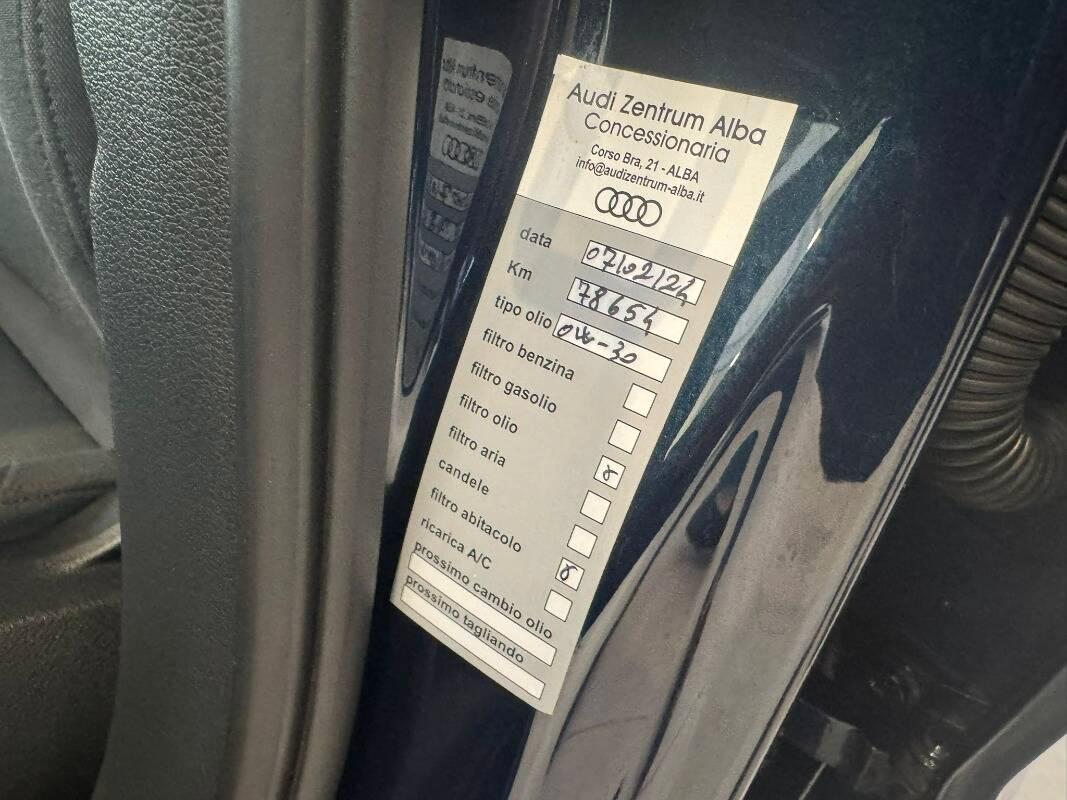 Audi Zentrum Alba
Concessionaria
Corso Bra, 21 - ALBA
info@audizentrum-alba.it
data 07/02/24
Km 78654
tipo olio 0W-30
filtro benzina
filtro gasolio
filtro olio
filtro aria
candele
filtro abitacolo
ricarica A/C
prossimo cambio olio
prossimo tagliando